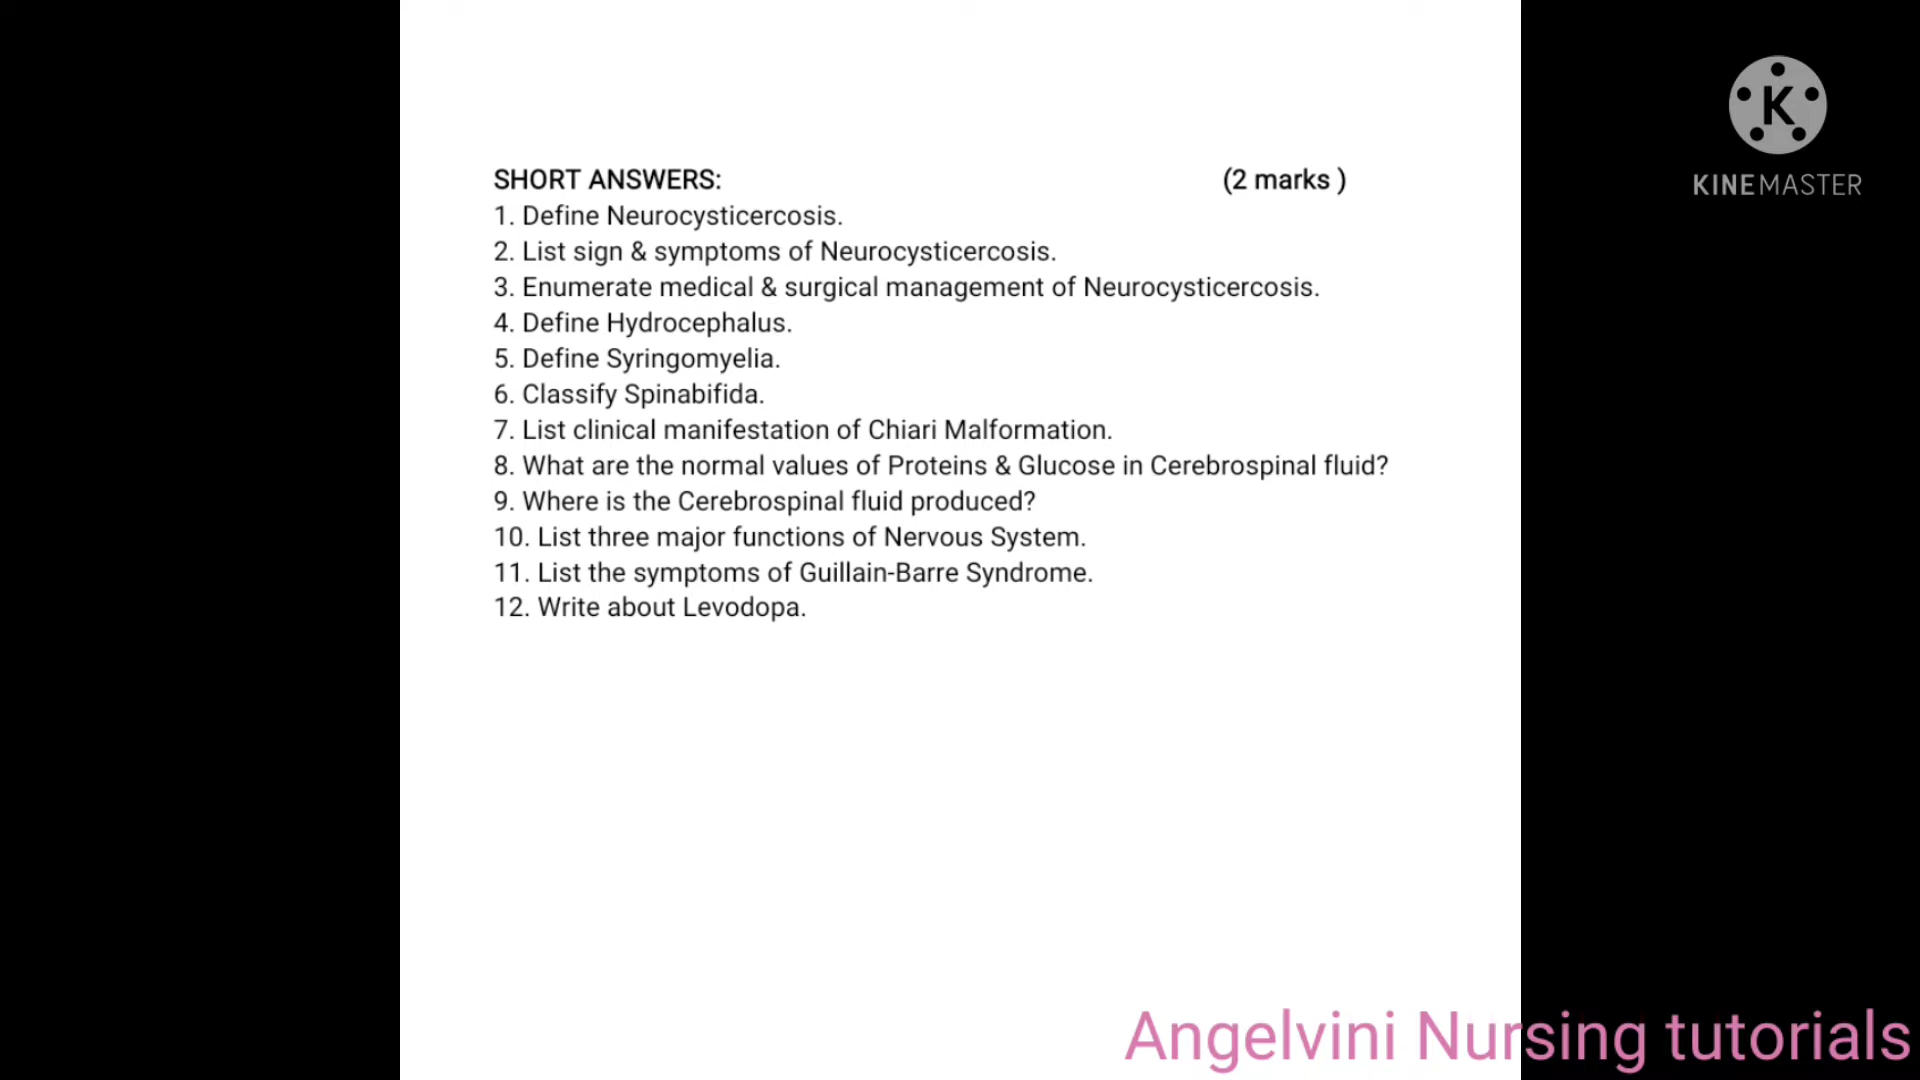 SHORT ANSWERS: (2 marks )
1. Define Neurocysticercosis.
2. List sign & symptoms of Neurocysticercosis.
3. Enumerate medical & surgical management of Neurocysticercosis.
4. Define Hydrocephalus.
5. Define Syringomyelia.
6. Classify Spinabifida.
7. List clinical manifestation of Chiari Malformation.
8. What are the normal values of Proteins & Glucose in Cerebrospinal fluid?
9. Where is the Cerebrospinal fluid produced?
10. List three major functions of Nervous System.
11. List the symptoms of Guillain-Barre Syndrome.
12. Write about Levodopa.
K
KINEMASTER
Angelvini Nursing tutorials